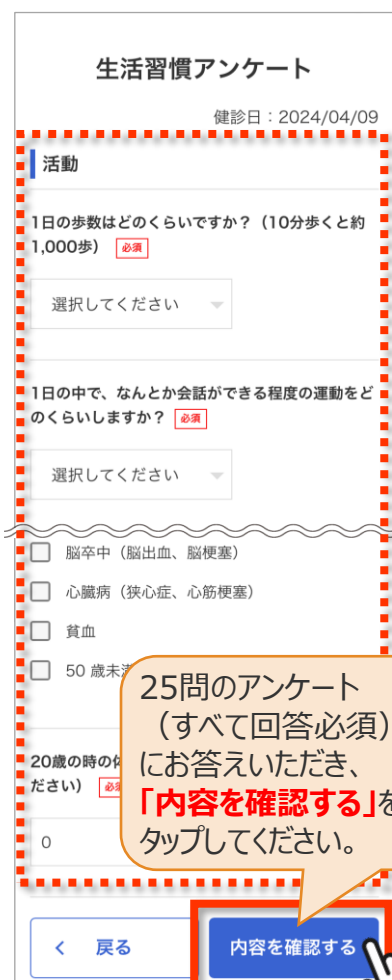 生活習慣アンケート
健診日：2024/04/09
活動
1日の歩数はどのくらいですか？（10分歩くと約
1,000歩） 必須
選択してください
1日の中で、なんとか会話ができる程度の運動をど
のくらいしますか？ 必須
選択してください
脳卒中（脳出血、脳梗塞）
心臓病（狭心症、心筋梗塞）
貧血
50 歳未
25問のアンケート
（すべて回答必須）
にお答えいただき、
「内容を確認する」を
タップしてください。
20歳の時の
ださい）
0
＜ 戻る
内容を確認する